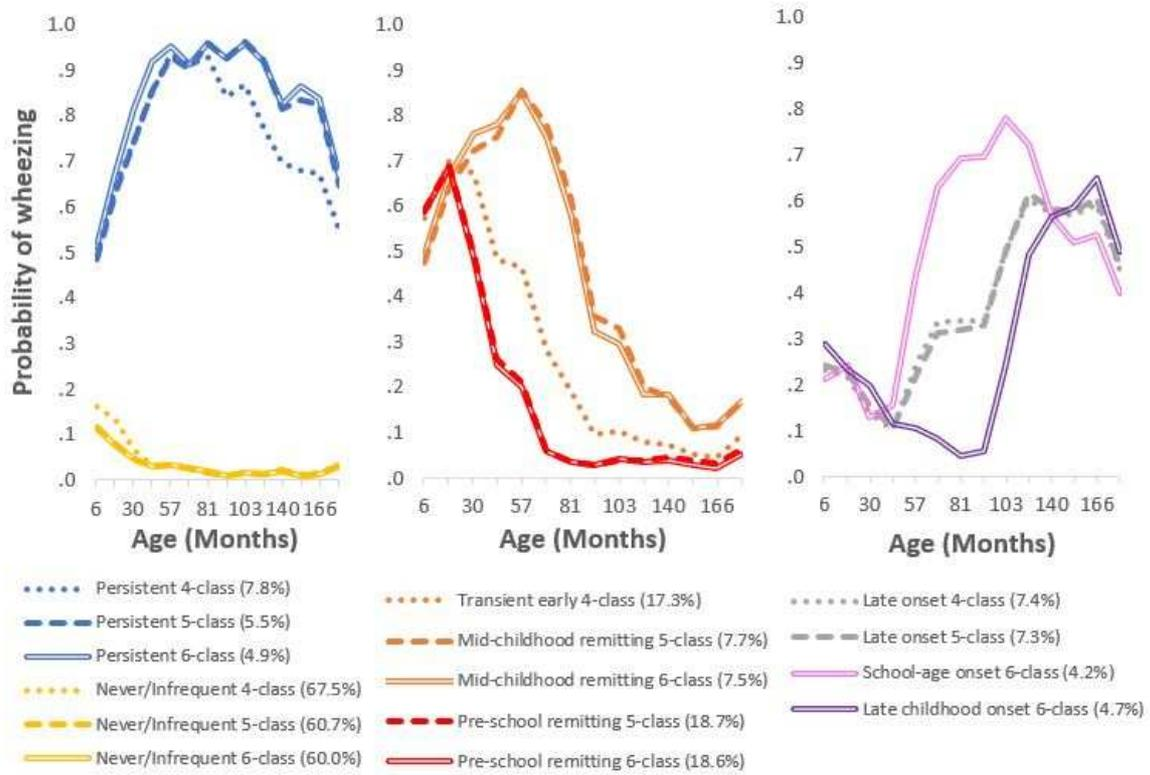 Probability of wheezing
1.0
.9
.8
.7
.6
.5
.4
.3
.2
.1
.0
6 30 57 81 103 140 166
Age (Months)
1.0
.9
.8
.7
.6
.5
.4
.3
.2
.1
.0
6 30 57 81 103 140 166
Age (Months)
1.0
.9
.8
.7
.6
.5
.4
.3
.2
.1
.0
6 30 57 81 103 140 166
Age (Months)
Persistent 4-class (7.8%)
Persistent 5-class (5.5%)
Persistent 6-class (4.9%)
Never/Infrequent 4-class (67.5%)
Never/Infrequent 5-class (60.7%)
Never/Infrequent 6-class (60.0%)
Transient early 4-class (17.3%)
Mid-childhood remitting 5-class (7.7%)
Mid-childhood remitting 6-class (7.5%)
Pre-school remitting 5-class (18.7%)
Pre-school remitting 6-class (18.6%)
Late onset 4-class (7.4%)
Late onset 5-class (7.3%)
School-age onset 6-class (4.2%)
Late childhood onset 6-class (4.7%)